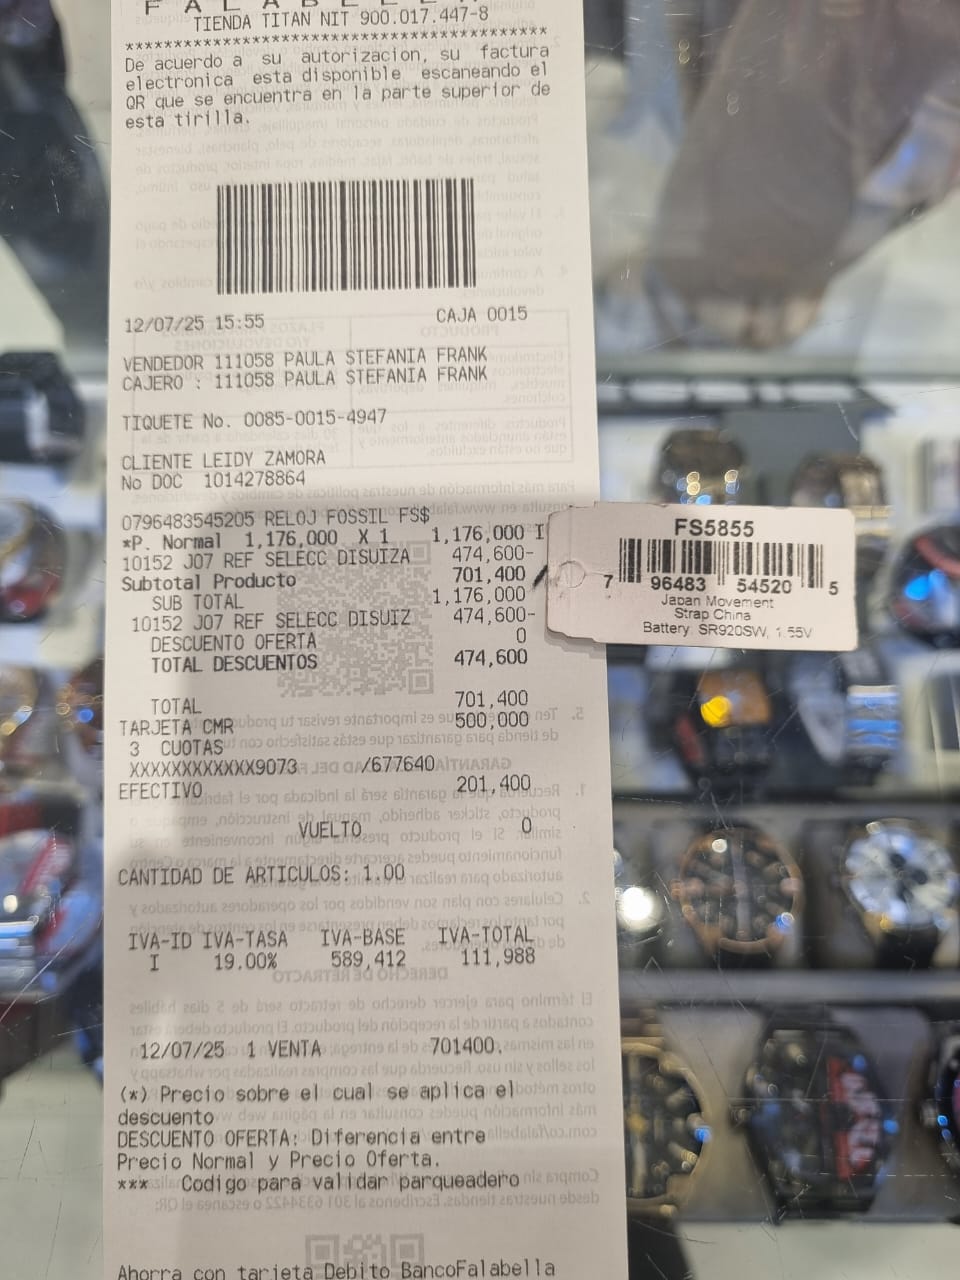 FALABELLA
TIENDA TITAN NIT 900.017.447-8
********************************************
De acuerdo a su autorizacion, su factura
electronica esta disponible escaneando el
QR que se encuentra en la parte superior de
esta tirilla.
12/07/25 15:55 CAJA 0015
VENDEDOR 111058 PAULA STEFANIA FRANK
CAJERO : 111058 PAULA STEFANIA FRANK
TIQUETE No. 0085-0015-4947
CLIENTE LEIDY ZAMORA
No DOC 1014278864
0796483545205 RELOJ FOSSIL FS$
*P. Normal 1,176,000 X 1 1,176,000 I
10152 J07 REF SELECC DISUIZA 474,600-
Subtotal Producto 701,400
SUB TOTAL 1,176,000
10152 J07 REF SELECC DISUIZ 474,600-
DESCUENTO OFERTA 0
TOTAL DESCUENTOS 474,600
TOTAL 701,400
TARJETA CMR 500,000
3 CUOTAS
XXXXXXXXXXXX9073 /677640
EFECTIVO 201,400
VUELTO 0
CANTIDAD DE ARTICULOS: 1.00
IVA-ID IVA-TASA IVA-BASE IVA-TOTAL
I 19.00% 589,412 111,988
12/07/25 1 VENTA 701400.
(*) Precio sobre el cual se aplica el
descuento
DESCUENTO OFERTA: Diferencia entre
Precio Normal y Precio Oferta.
*** Codigo para validar parqueadero
Ahorra con tarjeta Debito BancoFalabella
FS5855
7 96483 54520 5
Japan Movement
Strap China
Battery: SR920SW, 1.55V